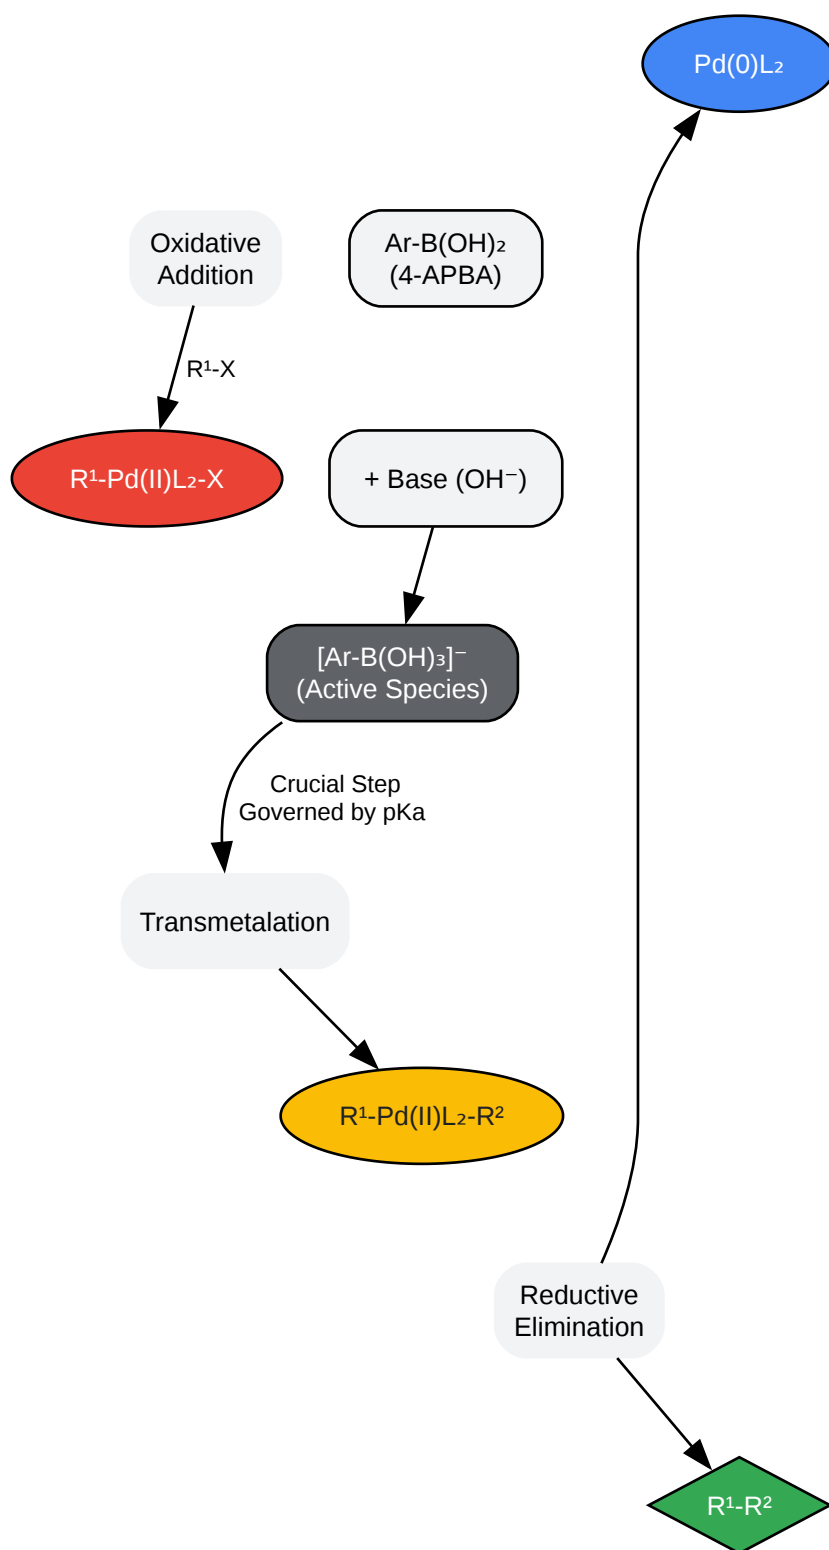 Pd(0)L₂
Oxidative
Addition
Ar-B(OH)₂
(4-APBA)
R¹-X
R¹-Pd(II)L₂-X
+ Base (OH⁻)
[Ar-B(OH)₃]⁻
(Active Species)
Crucial Step
Governed by pKa
Transmetalation
R¹-Pd(II)L₂-R²
Reductive
Elimination
R¹-R²